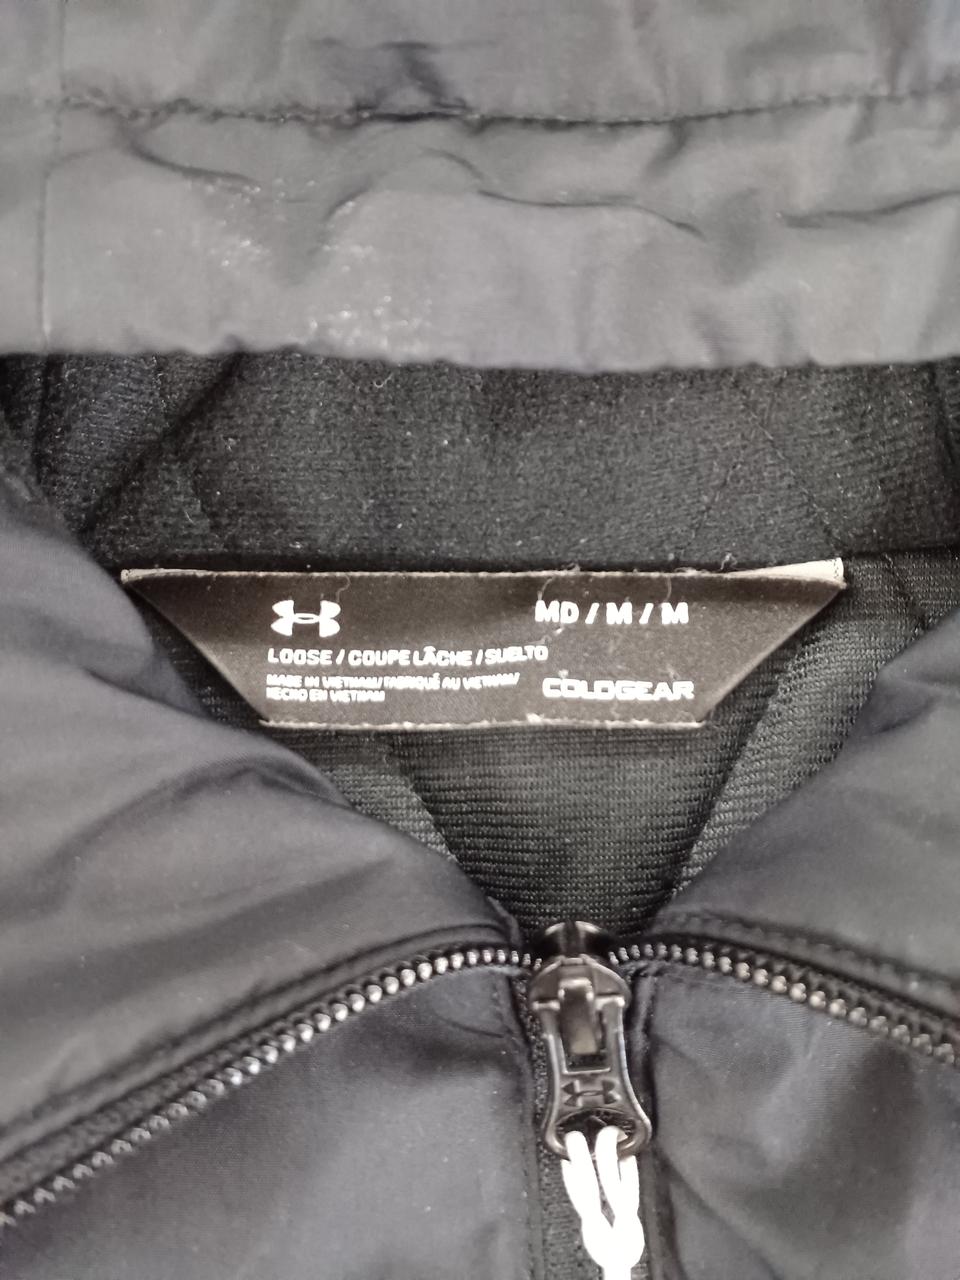 MD / M / M
LOOSE / COUPE LÂCHE / SUELTO
MADE IN VIETNAM / FABRIQUÉ AU VIETNAM /
HECHO EN VIETNAM
COLDGEAR